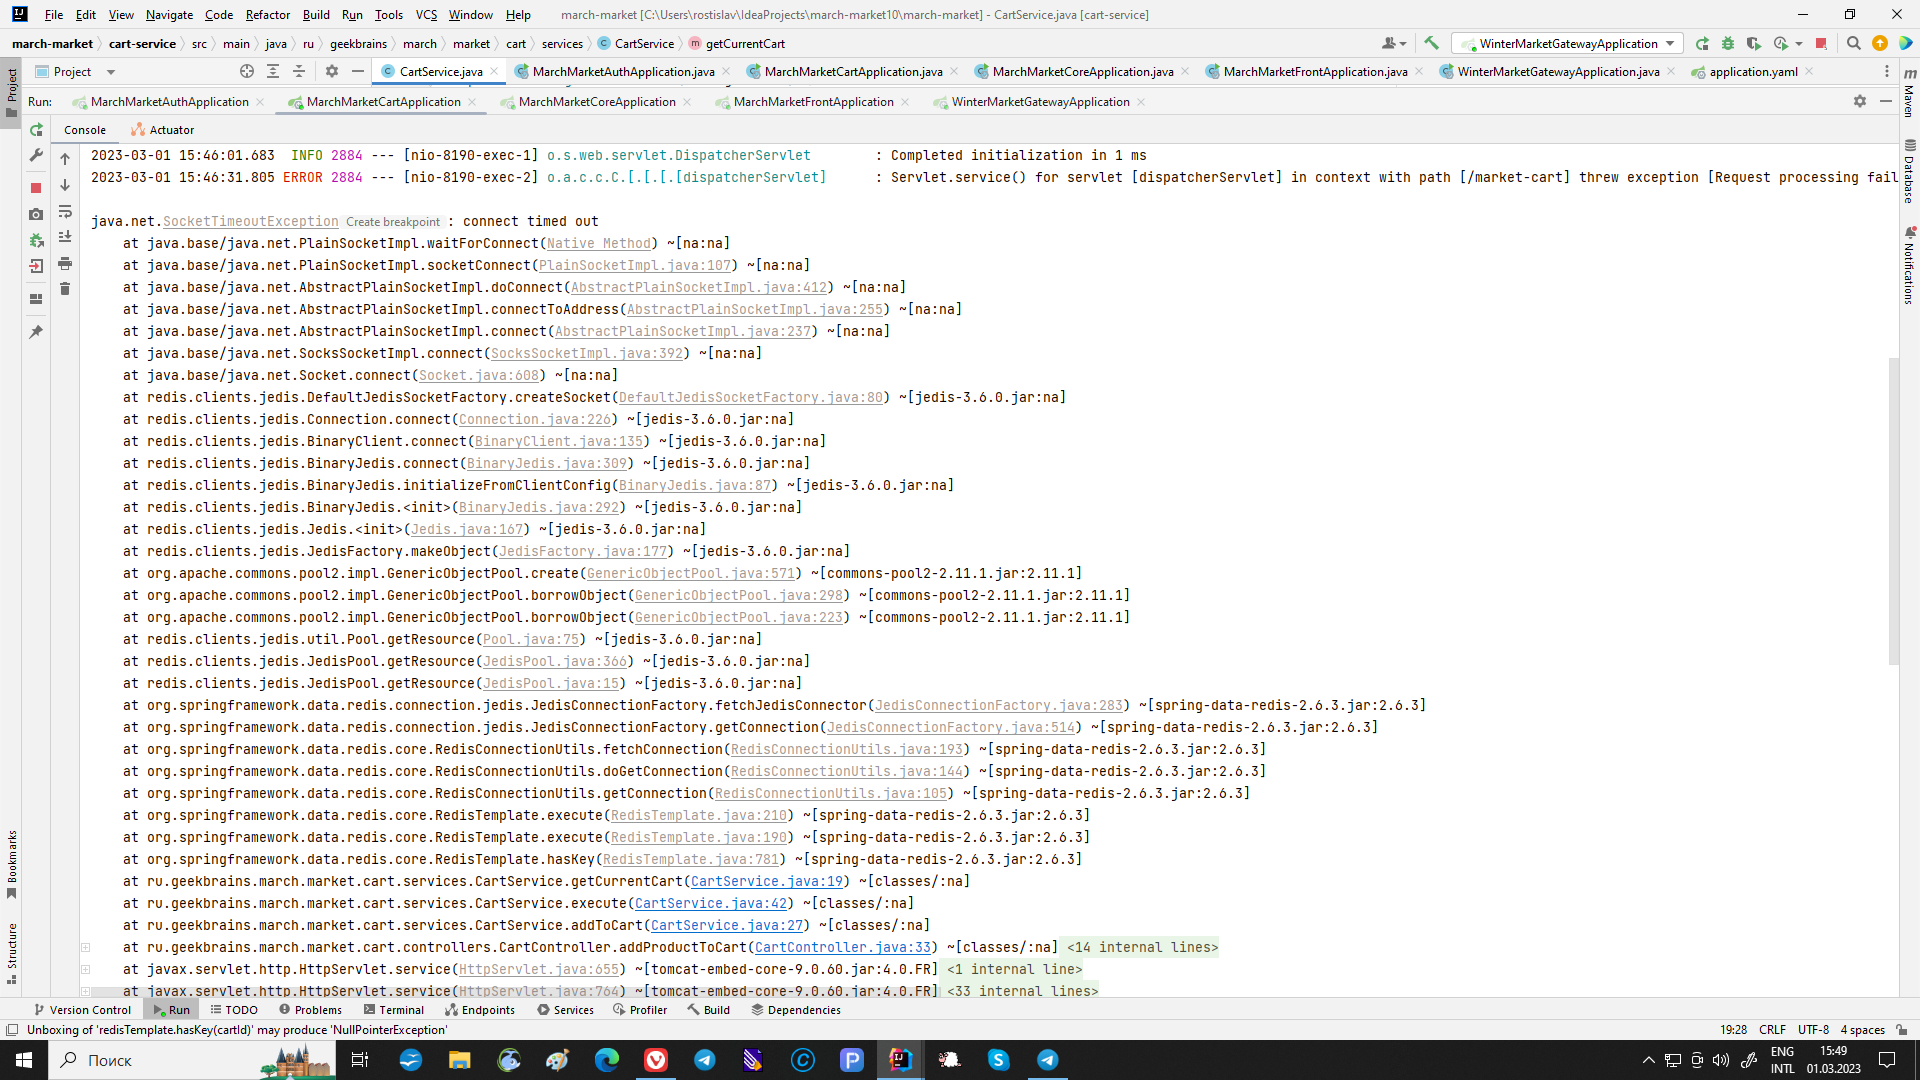 File Edit View Navigate Code Refactor Build Run Tools VCS Window Help march-market [C:\Users\rostislav\IdeaProjects\march-market10\march-market] - CartService.java [cart-service]
march-market cart-service src main java ru geekbrains march market cart services CartService getCurrentCart WinterMarketGatewayApplication
Project CartService.java MarchMarketAuthApplication.java MarchMarketCartApplication.java MarchMarketCoreApplication.java MarchMarketFrontApplication.java WinterMarketGatewayApplication.java application.yaml
Run: MarchMarketAuthApplication MarchMarketCartApplication MarchMarketCoreApplication MarchMarketFrontApplication WinterMarketGatewayApplication
Console Actuator
2023-03-01 15:46:01.683 INFO 2884 --- [nio-8190-exec-1] o.s.web.servlet.DispatcherServlet : Completed initialization in 1 ms
2023-03-01 15:46:31.805 ERROR 2884 --- [nio-8190-exec-2] o.a.c.c.C.[.[.[.[dispatcherServlet] : Servlet.service() for servlet [dispatcherServlet] in context with path [/market-cart] threw exception [Request processing fail
java.net.SocketTimeoutException Create breakpoint : connect timed out
at java.base/java.net.PlainSocketImpl.waitForConnect(Native Method) ~[na:na]
at java.base/java.net.PlainSocketImpl.socketConnect(PlainSocketImpl.java:107) ~[na:na]
at java.base/java.net.AbstractPlainSocketImpl.doConnect(AbstractPlainSocketImpl.java:412) ~[na:na]
at java.base/java.net.AbstractPlainSocketImpl.connectToAddress(AbstractPlainSocketImpl.java:255) ~[na:na]
at java.base/java.net.AbstractPlainSocketImpl.connect(AbstractPlainSocketImpl.java:237) ~[na:na]
at java.base/java.net.SocksSocketImpl.connect(SocksSocketImpl.java:392) ~[na:na]
at java.base/java.net.Socket.connect(Socket.java:608) ~[na:na]
at redis.clients.jedis.DefaultJedisSocketFactory.createSocket(DefaultJedisSocketFactory.java:80) ~[jedis-3.6.0.jar:na]
at redis.clients.jedis.Connection.connect(Connection.java:226) ~[jedis-3.6.0.jar:na]
at redis.clients.jedis.BinaryClient.connect(BinaryClient.java:135) ~[jedis-3.6.0.jar:na]
at redis.clients.jedis.BinaryJedis.connect(BinaryJedis.java:309) ~[jedis-3.6.0.jar:na]
at redis.clients.jedis.BinaryJedis.initializeFromClientConfig(BinaryJedis.java:87) ~[jedis-3.6.0.jar:na]
at redis.clients.jedis.BinaryJedis.<init>(BinaryJedis.java:292) ~[jedis-3.6.0.jar:na]
at redis.clients.jedis.Jedis.<init>(Jedis.java:167) ~[jedis-3.6.0.jar:na]
at redis.clients.jedis.JedisFactory.makeObject(JedisFactory.java:177) ~[jedis-3.6.0.jar:na]
at org.apache.commons.pool2.impl.GenericObjectPool.create(GenericObjectPool.java:571) ~[commons-pool2-2.11.1.jar:2.11.1]
at org.apache.commons.pool2.impl.GenericObjectPool.borrowObject(GenericObjectPool.java:298) ~[commons-pool2-2.11.1.jar:2.11.1]
at org.apache.commons.pool2.impl.GenericObjectPool.borrowObject(GenericObjectPool.java:223) ~[commons-pool2-2.11.1.jar:2.11.1]
at redis.clients.jedis.util.Pool.getResource(Pool.java:75) ~[jedis-3.6.0.jar:na]
at redis.clients.jedis.JedisPool.getResource(JedisPool.java:366) ~[jedis-3.6.0.jar:na]
at redis.clients.jedis.JedisPool.getResource(JedisPool.java:15) ~[jedis-3.6.0.jar:na]
at org.springframework.data.redis.connection.jedis.JedisConnectionFactory.fetchJedisConnector(JedisConnectionFactory.java:283) ~[spring-data-redis-2.6.3.jar:2.6.3]
at org.springframework.data.redis.connection.jedis.JedisConnectionFactory.getConnection(JedisConnectionFactory.java:514) ~[spring-data-redis-2.6.3.jar:2.6.3]
at org.springframework.data.redis.core.RedisConnectionUtils.fetchConnection(RedisConnectionUtils.java:193) ~[spring-data-redis-2.6.3.jar:2.6.3]
at org.springframework.data.redis.core.RedisConnectionUtils.doGetConnection(RedisConnectionUtils.java:144) ~[spring-data-redis-2.6.3.jar:2.6.3]
at org.springframework.data.redis.core.RedisConnectionUtils.getConnection(RedisConnectionUtils.java:105) ~[spring-data-redis-2.6.3.jar:2.6.3]
at org.springframework.data.redis.core.RedisTemplate.execute(RedisTemplate.java:210) ~[spring-data-redis-2.6.3.jar:2.6.3]
at org.springframework.data.redis.core.RedisTemplate.execute(RedisTemplate.java:190) ~[spring-data-redis-2.6.3.jar:2.6.3]
at org.springframework.data.redis.core.RedisTemplate.hasKey(RedisTemplate.java:781) ~[spring-data-redis-2.6.3.jar:2.6.3]
at ru.geekbrains.march.market.cart.services.CartService.getCurrentCart(CartService.java:19) ~[classes/:na]
at ru.geekbrains.march.market.cart.services.CartService.execute(CartService.java:42) ~[classes/:na]
at ru.geekbrains.march.market.cart.services.CartService.addToCart(CartService.java:27) ~[classes/:na]
at ru.geekbrains.march.market.cart.controllers.CartController.addProductToCart(CartController.java:33) ~[classes/:na] <14 internal lines>
at javax.servlet.http.HttpServlet.service(HttpServlet.java:655) ~[tomcat-embed-core-9.0.60.jar:4.0.FR] <1 internal line>
at javax.servlet.http.HttpServlet.service(HttpServlet.java:764) ~[tomcat-embed-core-9.0.60.jar:4.0.FR] <33 internal lines>
Project
Bookmarks
Structure
Maven
Database
Notifications
Version Control Run TODO Problems Terminal Endpoints Services Profiler Build Dependencies
Unboxing of 'redisTemplate.hasKey(cartId)' may produce 'NullPointerException' 19:28 CRLF UTF-8 4 spaces
Поиск
ENG
INTL
15:49
01.03.2023